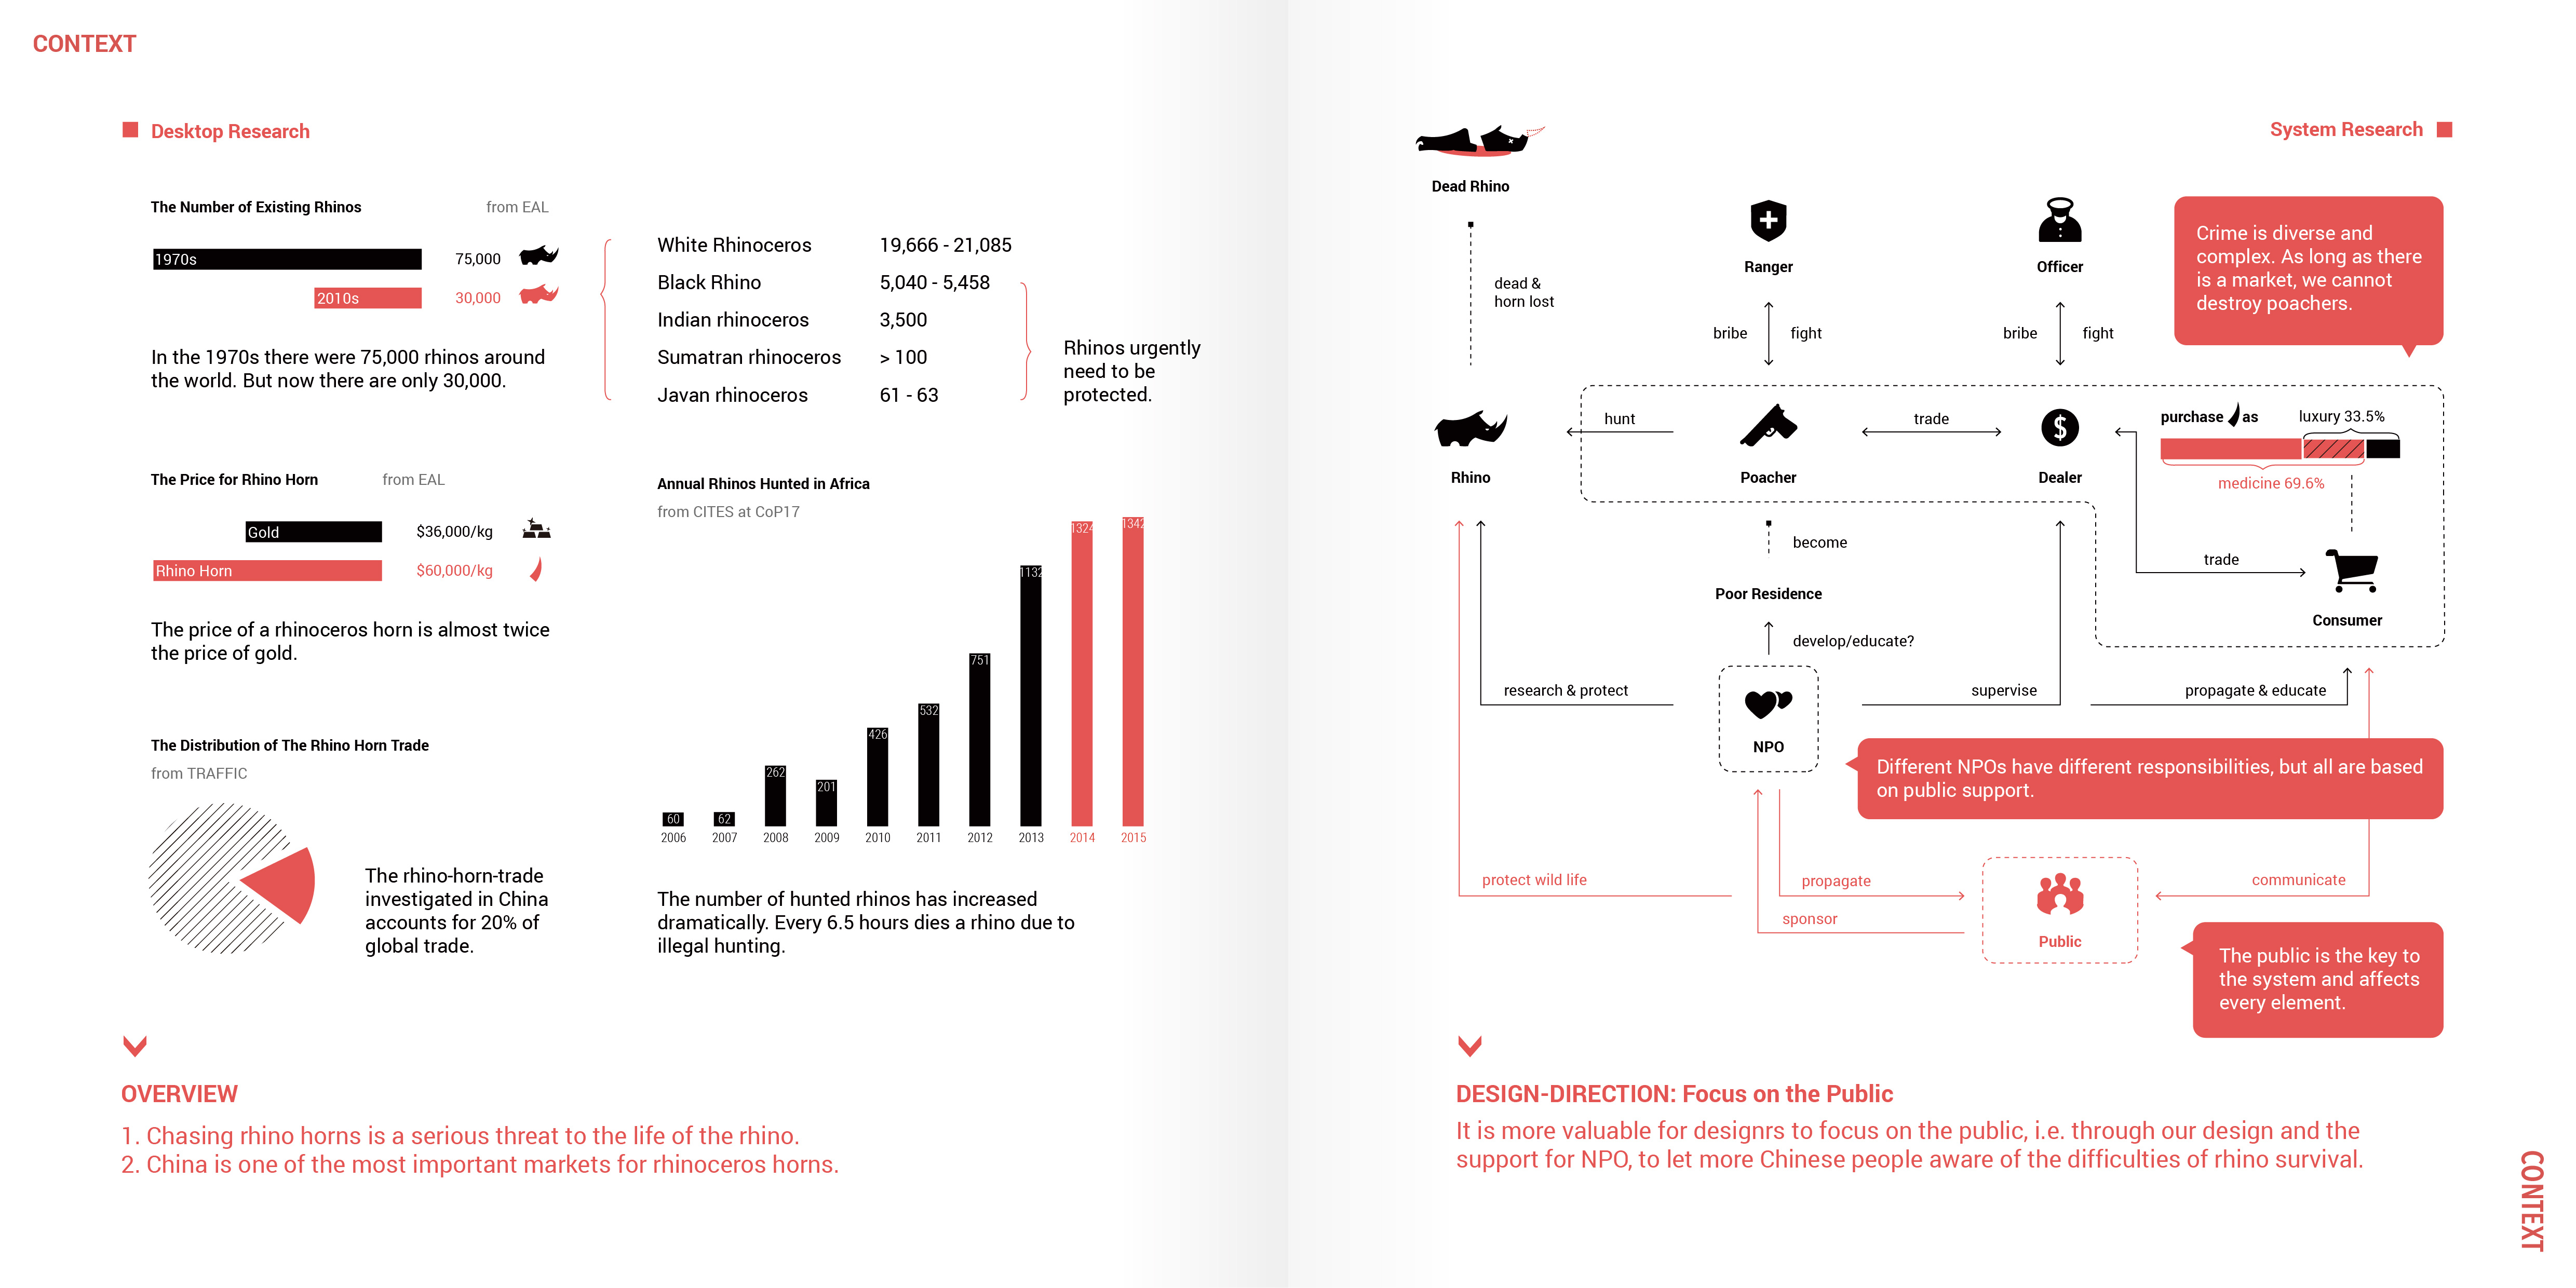 CONTEXT
Desktop Research
The Number of Existing Rhinos
from EAL
1970s
75,000
2010s
30,000
In the 1970s there were 75,000 rhinos around
the world. But now there are only 30,000.
White Rhinoceros 19,666 - 21,085
Black Rhino 5,040 - 5,458
Indian rhinoceros 3,500
Sumatran rhinoceros > 100
Javan rhinoceros 61 - 63
Rhinos urgently
need to be
protected.
The Price for Rhino Horn
from EAL
Gold
$36,000/kg
Rhino Horn
$60,000/kg
The price of a rhinoceros horn is almost twice
the price of gold.
The Distribution of The Rhino Horn Trade
from TRAFFIC
The rhino-horn-trade
investigated in China
accounts for 20% of
global trade.
Annual Rhinos Hunted in Africa
from CITES at CoP17
60
62
262
201
426
532
751
1132
1324
1342
2006 2007 2008 2009 2010 2011 2012 2013 2014 2015
The number of hunted rhinos has increased
dramatically. Every 6.5 hours dies a rhino due to
illegal hunting.
OVERVIEW
1. Chasing rhino horns is a serious threat to the life of the rhino.
2. China is one of the most important markets for rhinoceros horns.
System Research
Dead Rhino
dead &
horn lost
Ranger
bribe
fight
Officer
bribe
fight
Crime is diverse and
complex. As long as there
is a market, we cannot
destroy poachers.
Rhino
hunt
Poacher
trade
Dealer
purchase as
luxury 33.5%
medicine 69.6%
trade
Consumer
become
Poor Residence
develop/educate?
research & protect
NPO
supervise
propagate & educate
Different NPOs have different responsibilities, but all are based
on public support.
protect wild life
propagate
sponsor
Public
communicate
The public is the key to
the system and affects
every element.
DESIGN-DIRECTION: Focus on the Public
It is more valuable for designrs to focus on the public, i.e. through our design and the
support for NPO, to let more Chinese people aware of the difficulties of rhino survival.
CONTEXT